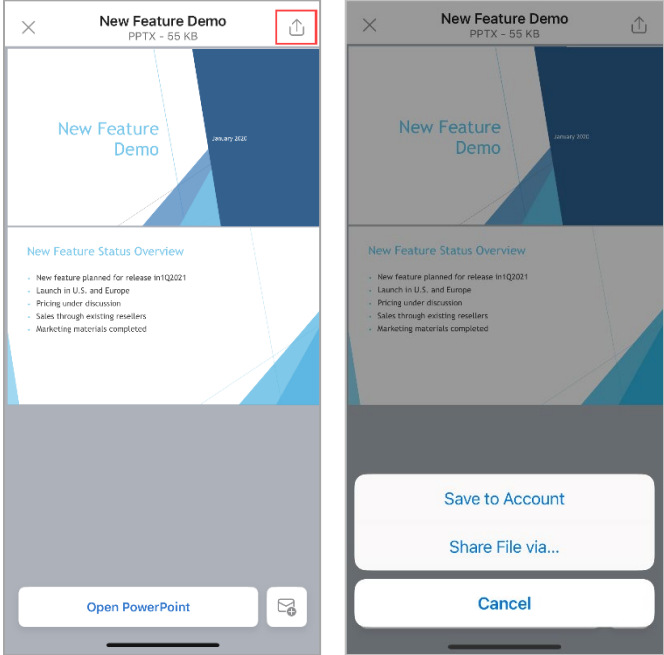 New Feature Demo
PPTX - 55 KB
New Feature
Demo
January 2020
New Feature Status Overview
New feature planned for release in1Q2021
Launch in U.S. and Europe
Pricing under discussion
Sales through existing resellers
Marketing materials completed
Open PowerPoint
New Feature Demo
PPTX - 55 KB
New Feature
Demo
January 2020
New Feature Status Overview
New feature planned for release in1Q2021
Launch in U.S. and Europe
Pricing under discussion
Sales through existing resellers
Marketing materials completed
Save to Account
Share File via...
Cancel